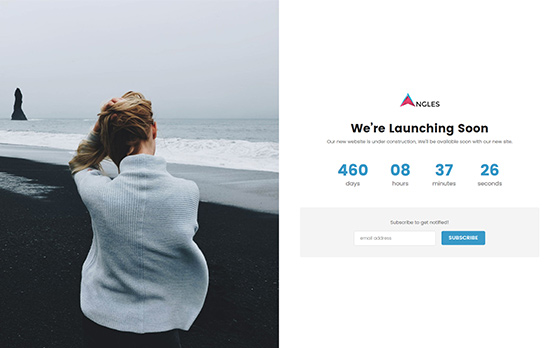 ANGLES
We're Launching Soon
Our new website is under construction, We'll be available soon with our new site.
460 08 37 26
days hours minutes seconds
Subscribe to get notified!
email address SUBSCRIBE